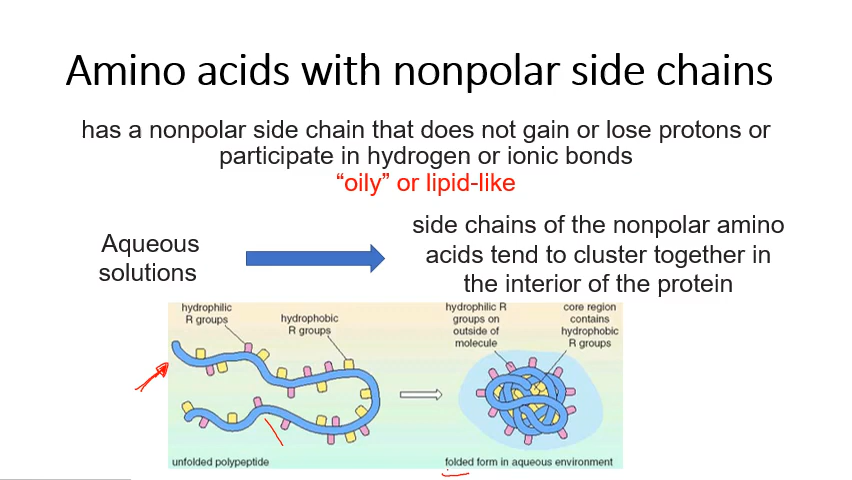 Amino acids with nonpolar side chains
has a nonpolar side chain that does not gain or lose protons or
participate in hydrogen or ionic bonds
“oily” or lipid-like
Aqueous
solutions
side chains of the nonpolar amino
acids tend to cluster together in
the interior of the protein
hydrophilic
R groups
hydrophobic
R groups
hydrophilic R
groups on
outside of
molecule
core region
contains
hydrophobic
R groups
unfolded polypeptide
folded form in aqueous environment